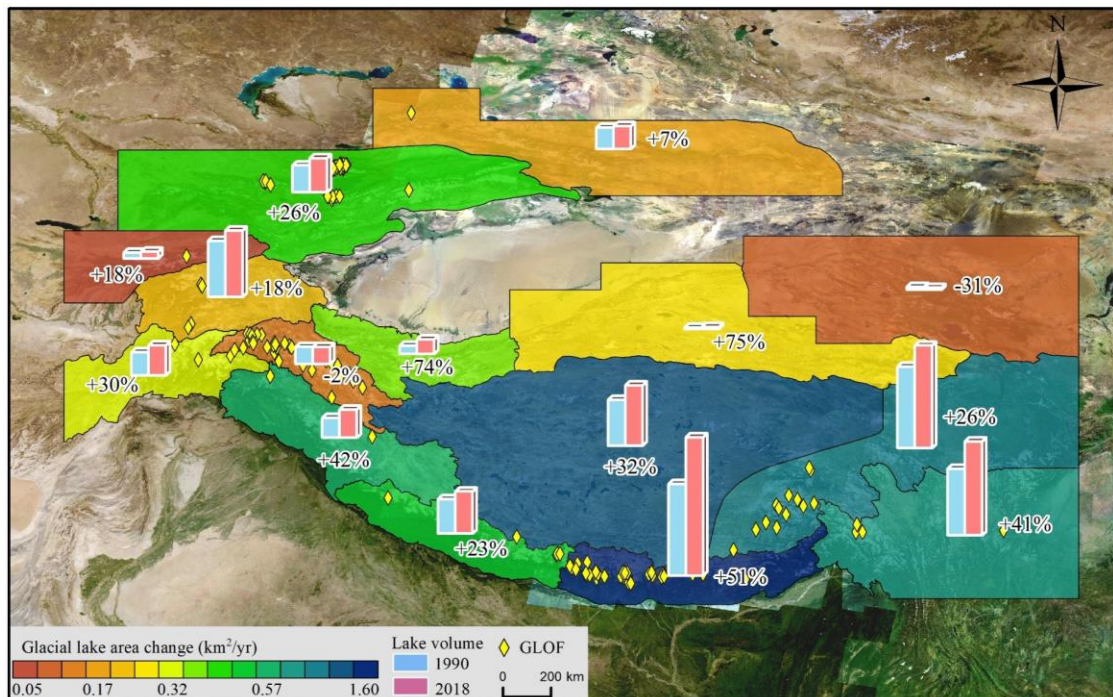 N
+7%
+26%
+18%
+18%
-31%
+75%
+30%
-2%
+74%
+26%
+42%
+32%
+23%
+41%
+51%
Glacial lake area change (km²/yr)
0.05 0.17 0.32 0.57 1.60
Lake volume
1990
2018
GLOF
0 200 km